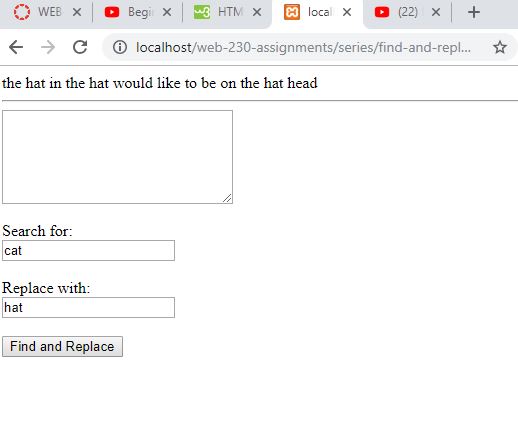 WEB
Begin
HTM
local
(22)
localhost/web-230-assignments/series/find-and-repl...
the hat in the hat would like to be on the hat head
Search for:
cat
Replace with:
hat
Find and Replace